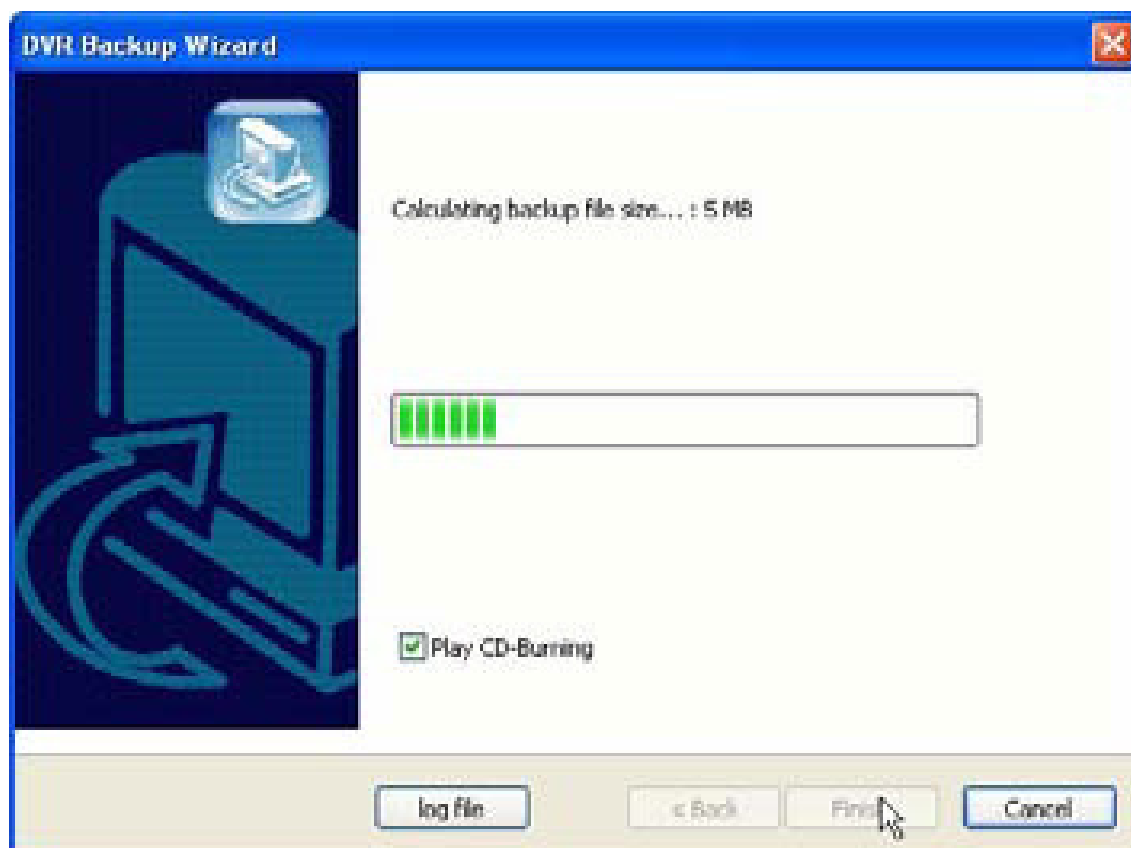 DVR Backup Wizard
Calculating backup file size... : 5 MB
Play CD-Burning
log file
< Back
Cancel